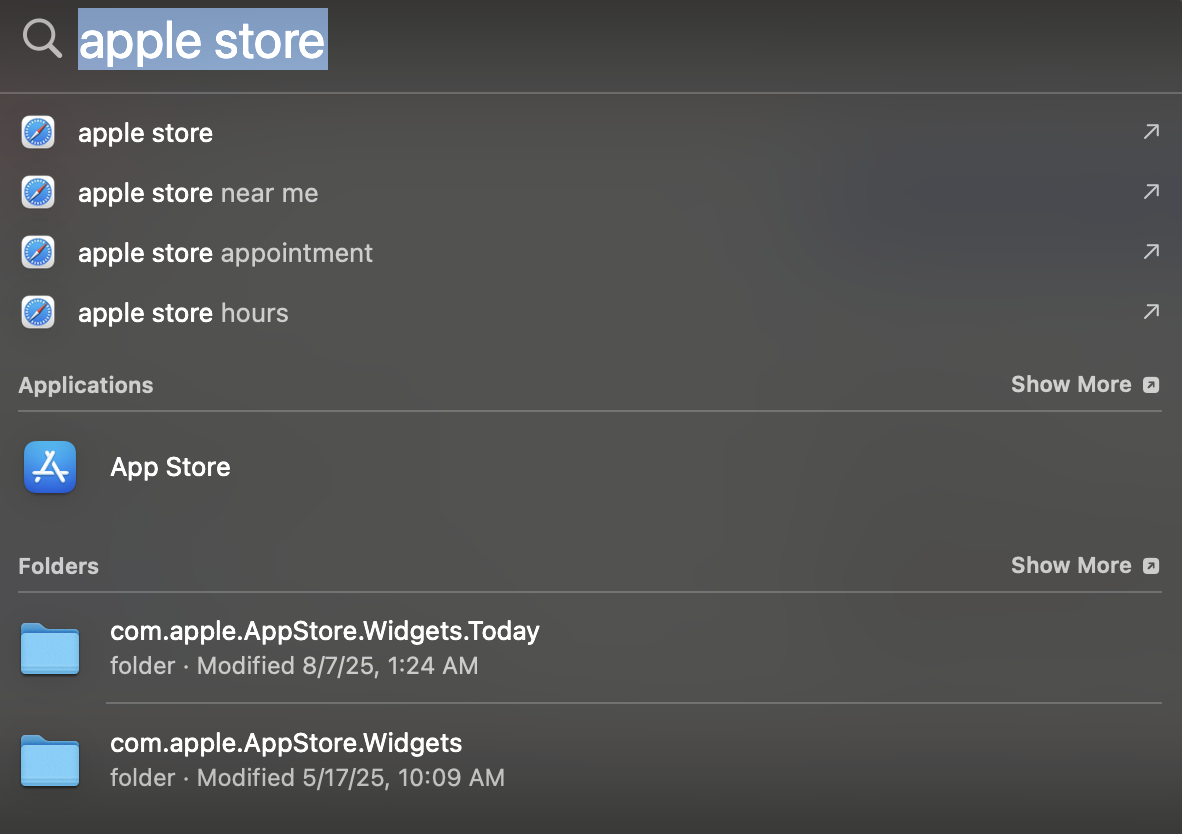 apple store
apple store
apple store near me
apple store appointment
apple store hours
Applications
Show More
App Store
Folders
Show More
com.apple.AppStore.Widgets.Today
folder · Modified 8/7/25, 1:24 AM
com.apple.AppStore.Widgets
folder · Modified 5/17/25, 10:09 AM